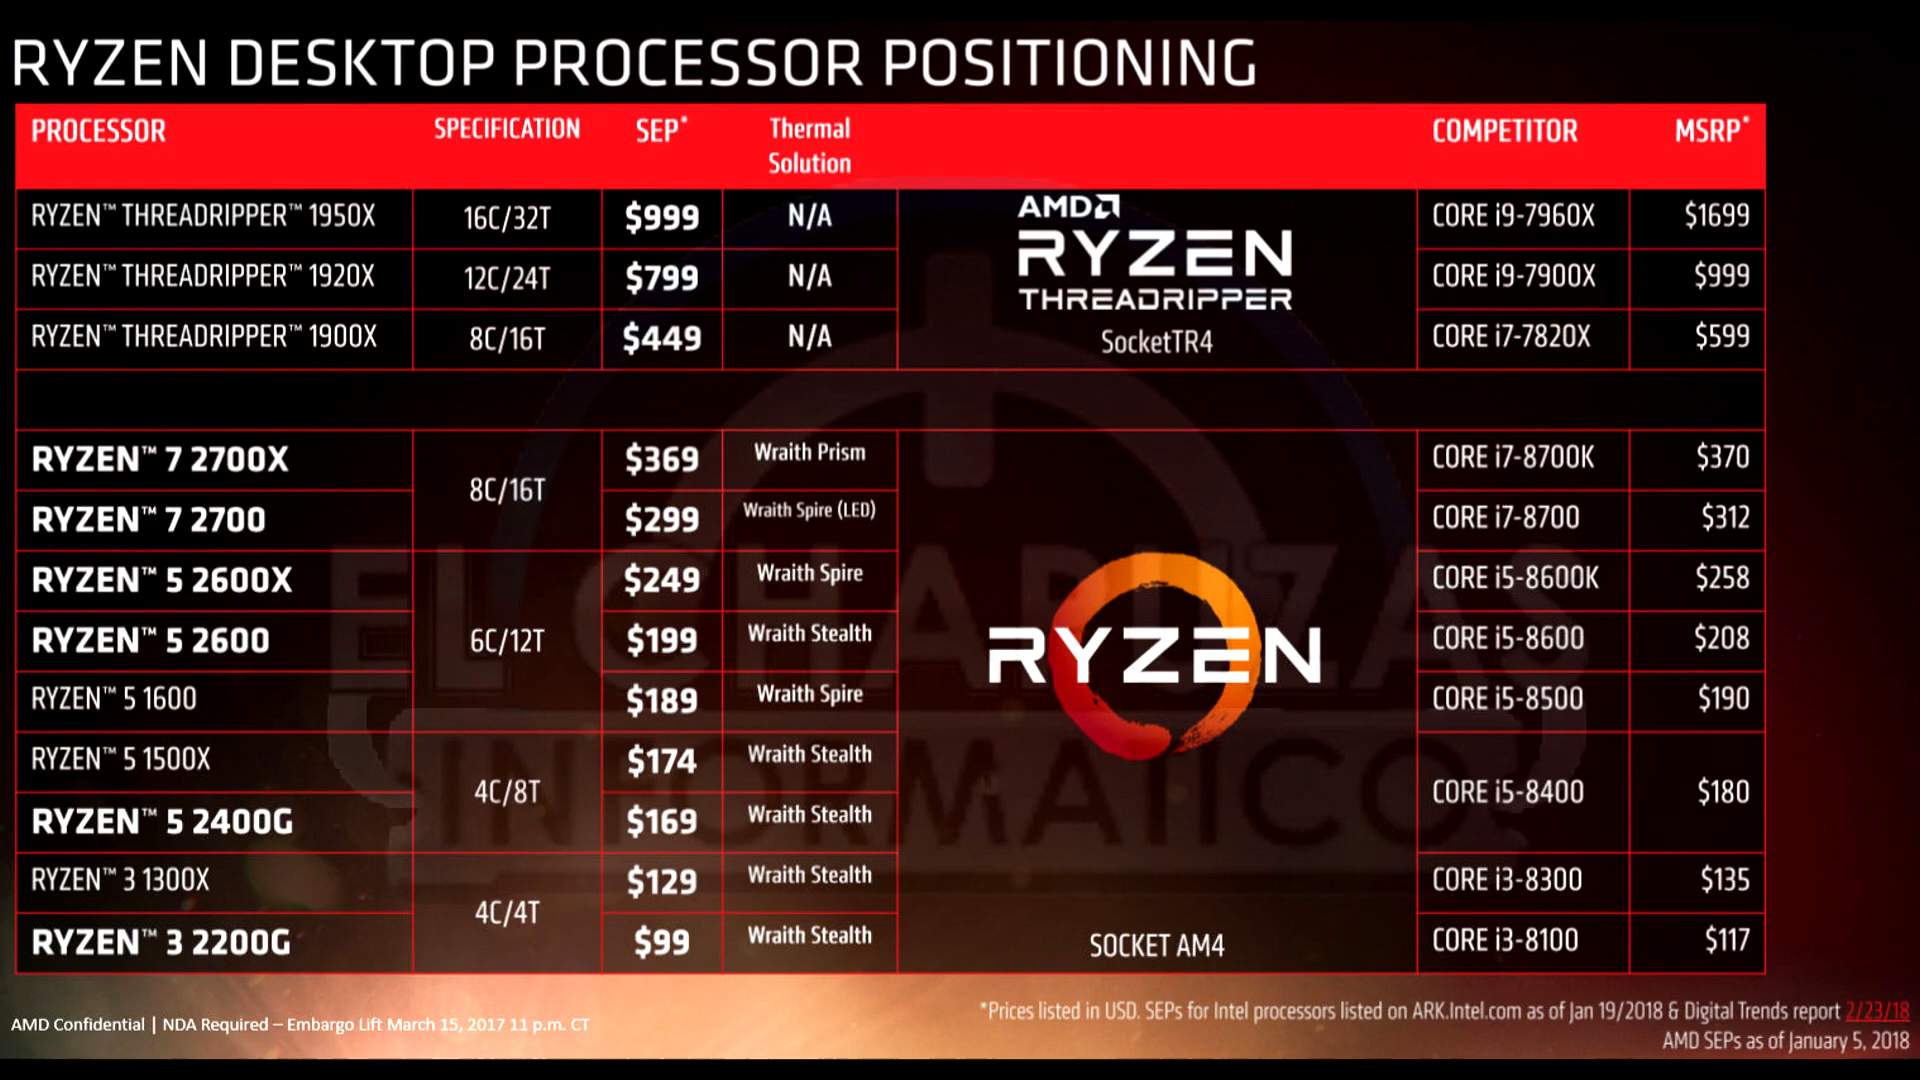 RYZEN DESKTOP PROCESSOR POSITIONING
PROCESSOR SPECIFICATION SEP* Thermal Solution COMPETITOR MSRP*
RYZEN™ THREADRIPPER™ 1950X 16C/32T $999 N/A CORE i9-7960X $1699
RYZEN™ THREADRIPPER™ 1920X 12C/24T $799 N/A CORE i9-7900X $999
RYZEN™ THREADRIPPER™ 1900X 8C/16T $449 N/A CORE i7-7820X $599
AMD
RYZEN
THREADRIPPER
SocketTR4
RYZEN™ 7 2700X 8C/16T $369 Wraith Prism CORE i7-8700K $370
RYZEN™ 7 2700 $299 Wraith Spire (LED) CORE i7-8700 $312
RYZEN™ 5 2600X 6C/12T $249 Wraith Spire CORE i5-8600K $258
RYZEN™ 5 2600 $199 Wraith Stealth CORE i5-8600 $208
RYZEN™ 5 1600 $189 Wraith Spire CORE i5-8500 $190
RYZEN™ 5 1500X 4C/8T $174 Wraith Stealth CORE i5-8400 $180
RYZEN™ 5 2400G $169 Wraith Stealth
RYZEN™ 3 1300X 4C/4T $129 Wraith Stealth CORE i3-8300 $135
RYZEN™ 3 2200G $99 Wraith Stealth CORE i3-8100 $117
RYZEN
SOCKET AM4
EL CHAPUZAS
INFORMATICO
AMD Confidential | NDA Required – Embargo Lift March 15, 2017 11 p.m. CT
*Prices listed in USD. SEPs for Intel processors listed on ARK.Intel.com as of Jan 19/2018 & Digital Trends report 2/23/18
AMD SEPs as of January 5, 2018